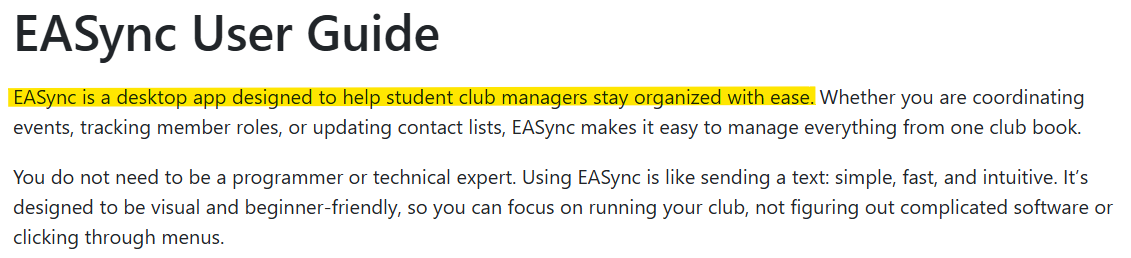 EASync User Guide
EASync is a desktop app designed to help student club managers stay organized with ease. Whether you are coordinating
events, tracking member roles, or updating contact lists, EASync makes it easy to manage everything from one club book.
You do not need to be a programmer or technical expert. Using EASync is like sending a text: simple, fast, and intuitive. It’s
designed to be visual and beginner-friendly, so you can focus on running your club, not figuring out complicated software or
clicking through menus.